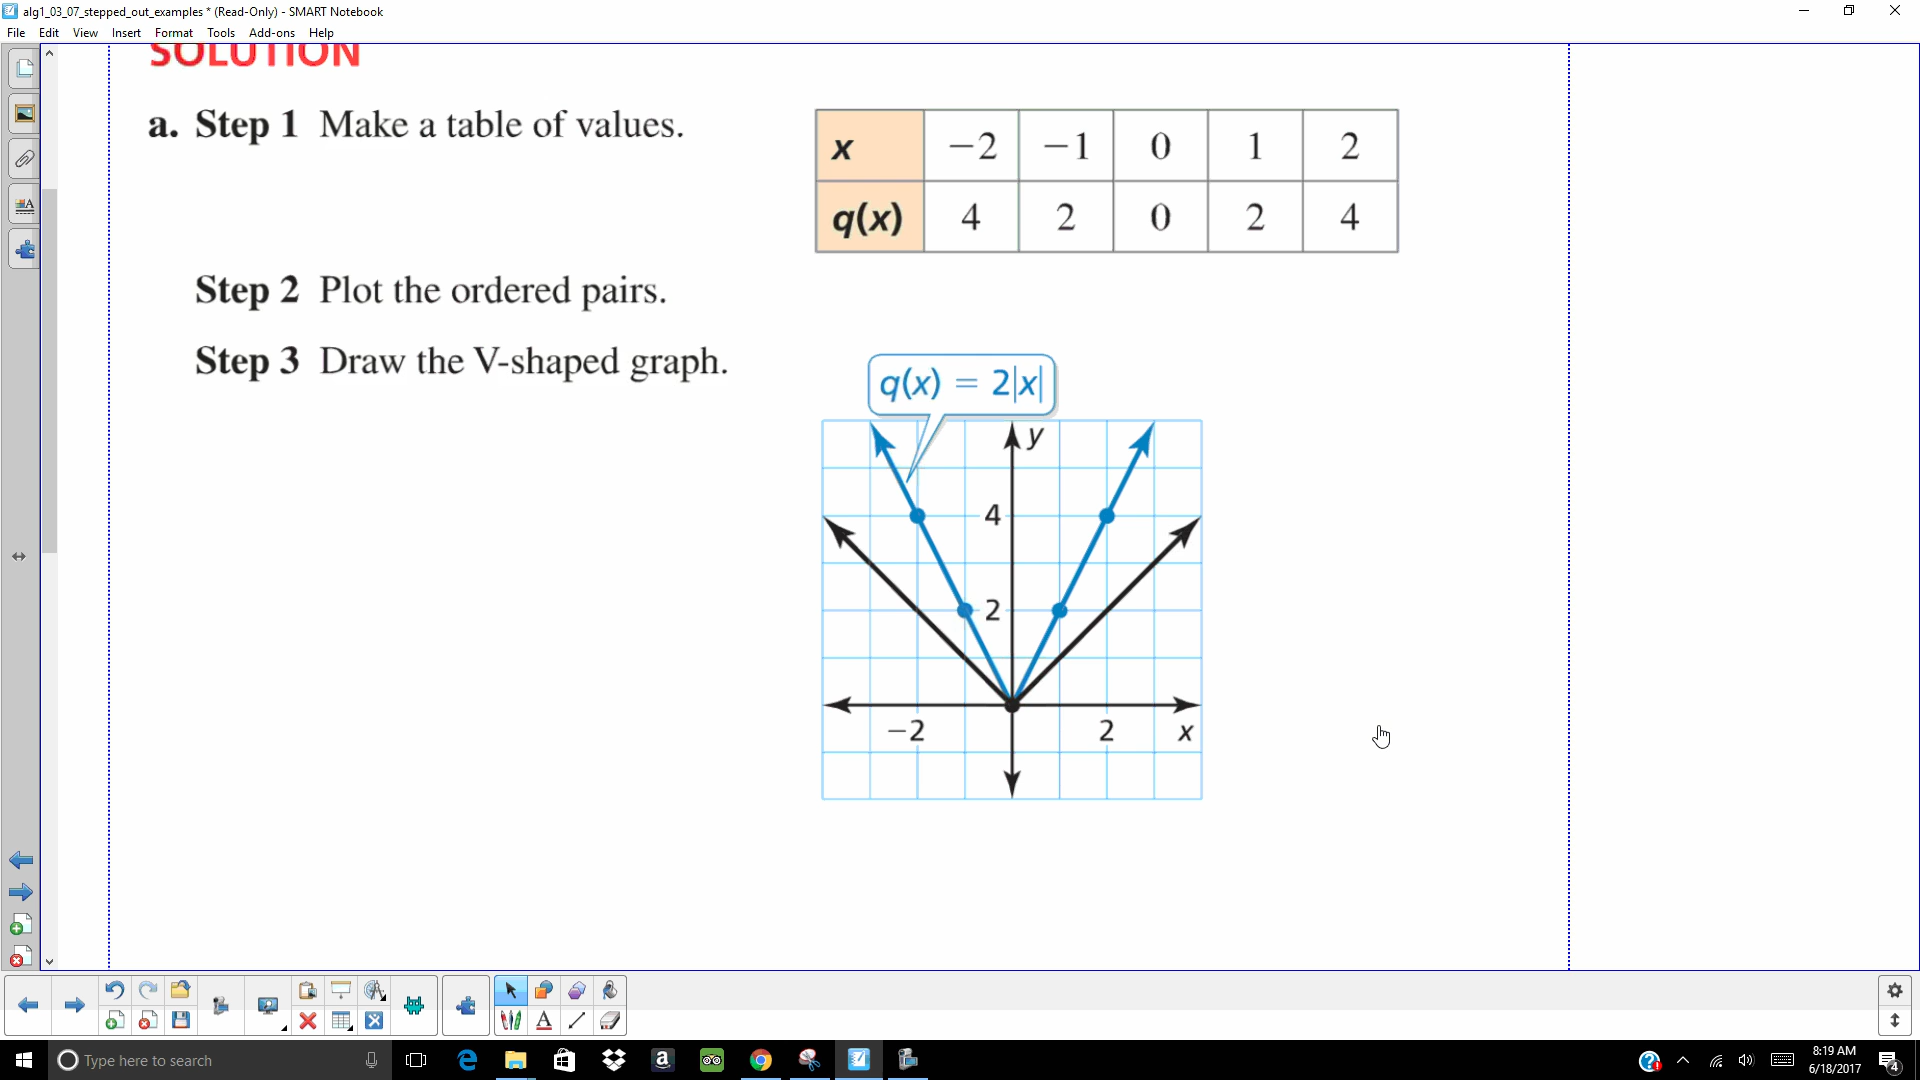 alg1_03_07_stepped_out_examples * (Read-Only) - SMART Notebook
File Edit View Insert Format Tools Add-ons Help
SOLUTION
a. Step 1 Make a table of values.
x −2 −1 0 1 2
q(x) 4 2 0 2 4
Step 2 Plot the ordered pairs.
Step 3 Draw the V-shaped graph.
q(x) = 2|x|
y
4
2
−2 2 x
Type here to search
8:19 AM
6/18/2017
4